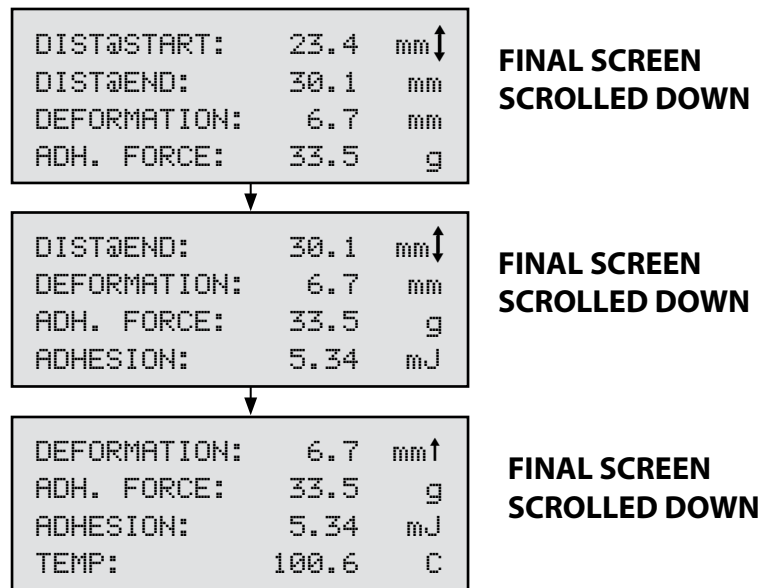 DIST@START: 23.4 mm↕
DIST@END: 30.1 mm
DEFORMATION: 6.7 mm
ADH. FORCE: 33.5 g
FINAL SCREEN
SCROLLED DOWN
DIST@END: 30.1 mm↕
DEFORMATION: 6.7 mm
ADH. FORCE: 33.5 g
ADHESION: 5.34 mJ
FINAL SCREEN
SCROLLED DOWN
DEFORMATION: 6.7 mm↑
ADH. FORCE: 33.5 g
ADHESION: 5.34 mJ
TEMP: 100.6 C
FINAL SCREEN
SCROLLED DOWN